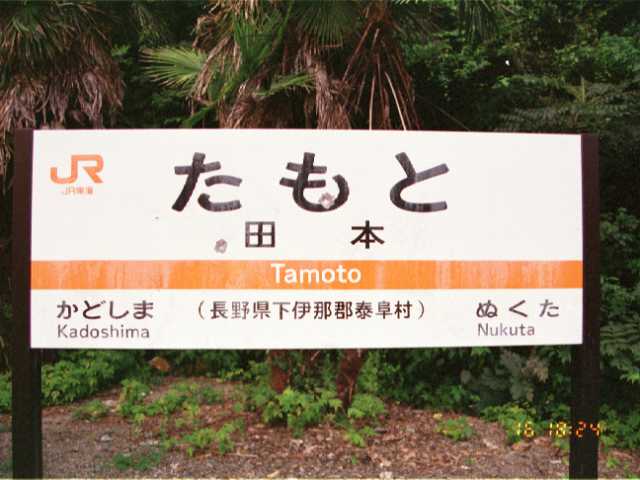 JR
JR東海
たもと
田本
Tamoto
かどしま (長野県下伊那郡泰阜村) ぬくた
Kadoshima Nukuta
16 18:24